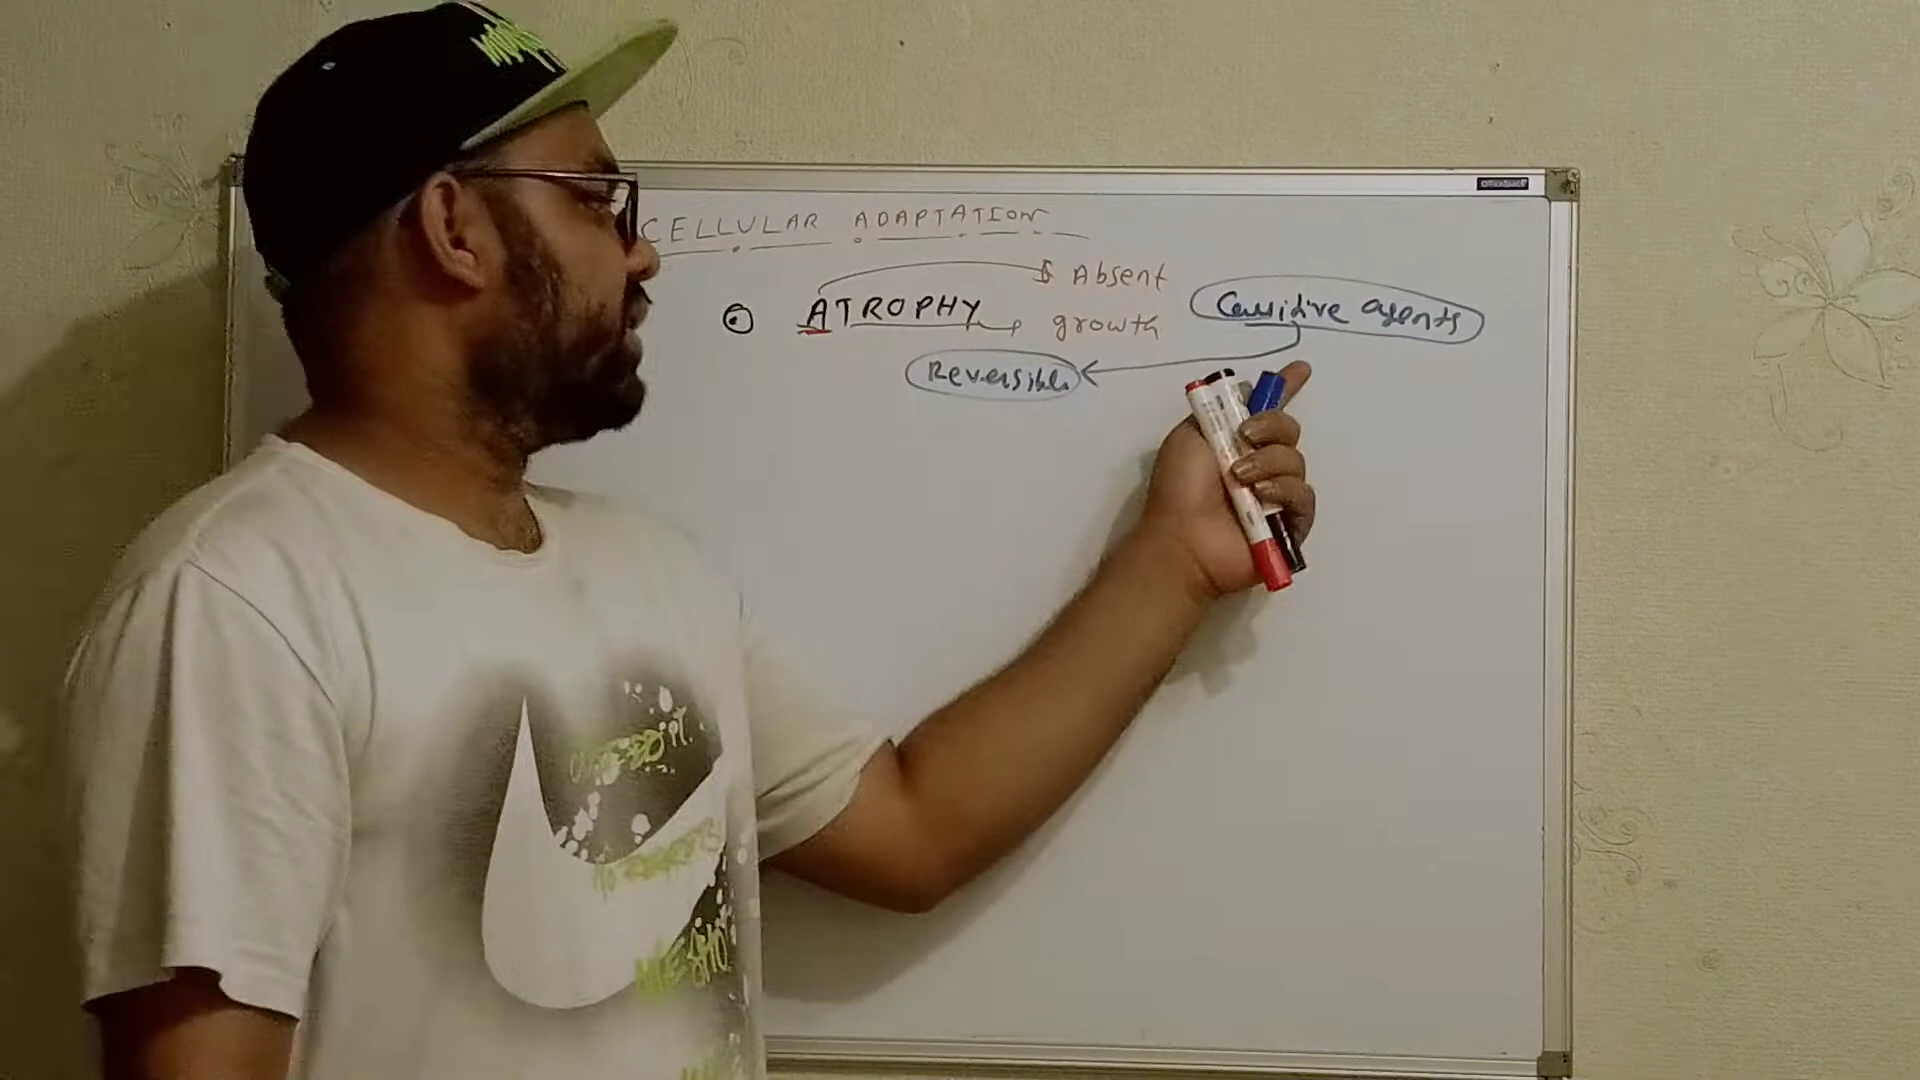 CELLULAR ADAPTATION
Absent
ATROPHY
growth
Causitive agents
Reversible